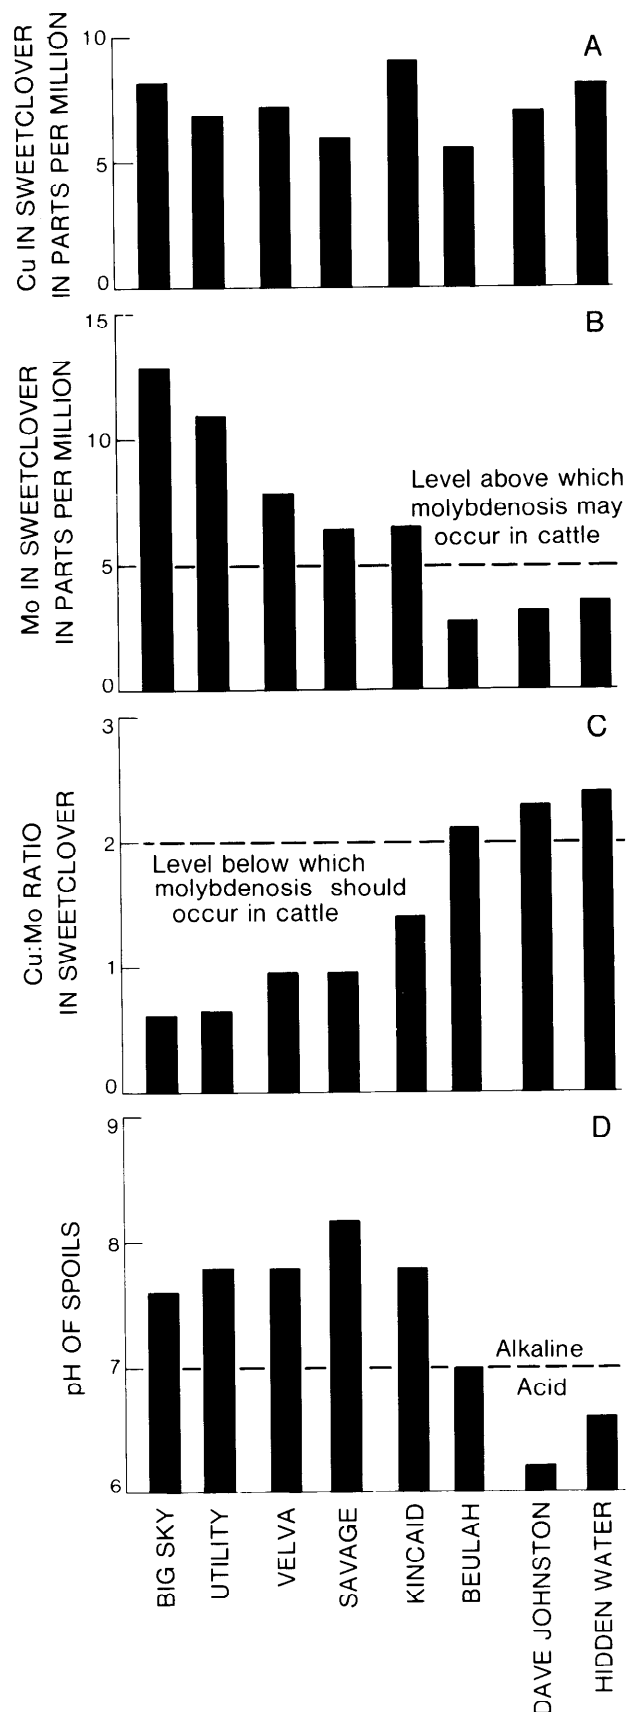 A
Cu IN SWEETCLOVER
IN PARTS PER MILLION
10
5
0
B
Mo IN SWEETCLOVER
IN PARTS PER MILLION
15
10
5
0
Level above which
molybdenosis may
occur in cattle
C
Cu:Mo RATIO
IN SWEETCLOVER
3
2
1
0
Level below which
molybdenosis should
occur in cattle
D
pH OF SPOILS
9
8
7
6
Alkaline
Acid
BIG SKY
UTILITY
VELVA
SAVAGE
KINCAID
BEULAH
DAVE JOHNSTON
HIDDEN WATER